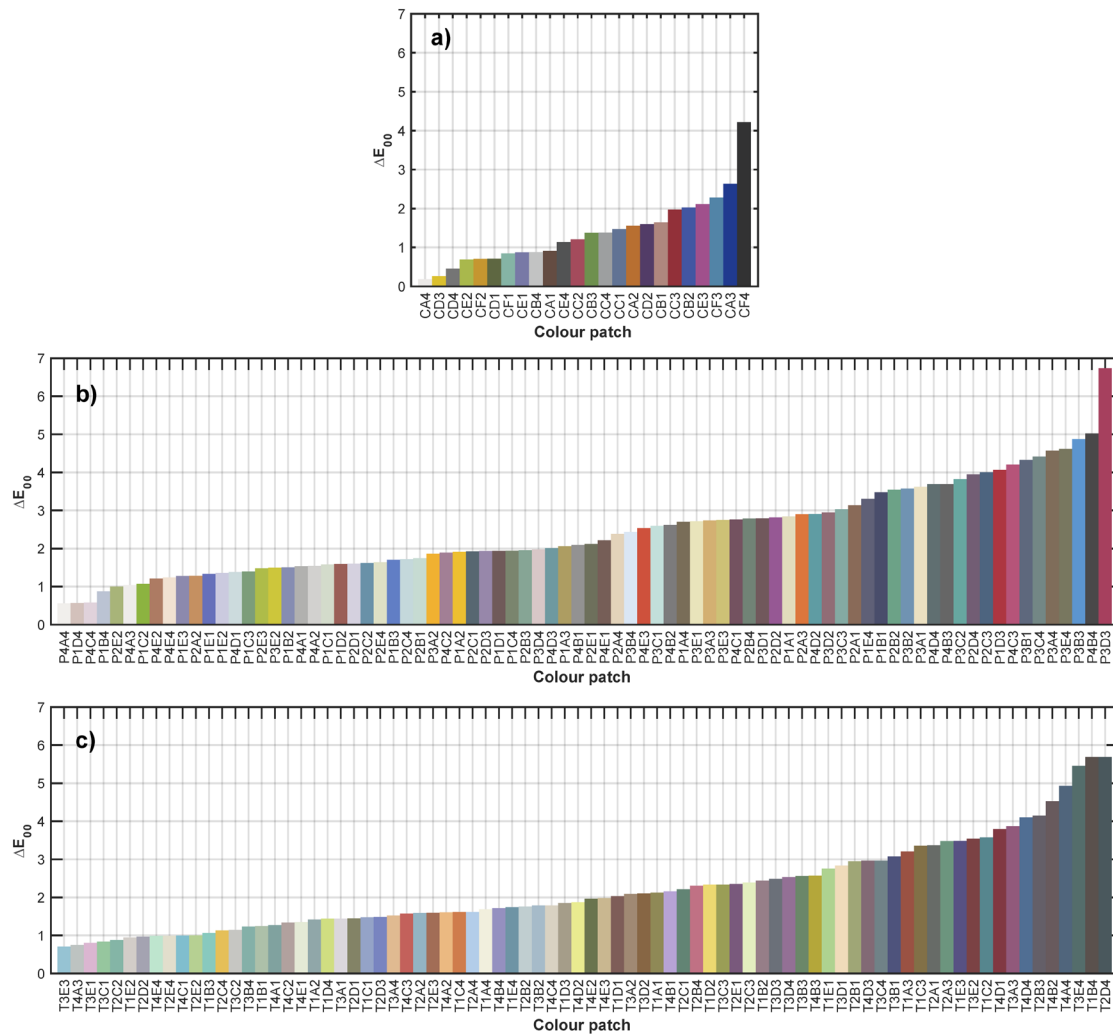 a)
7
6
5
4
3
2
1
0
ΔE00
CA4 CD3 CD4 CE2 CF2 CD1 CF1 CE1 CB4 CA1 CE4 CC2 CB3 CC4 CC1 CA2 CD2 CB1 CC3 CB2 CE3 CF3 CA3 CF4
Colour patch
b)
7
6
5
4
3
2
1
0
ΔE00
P4A4 P1D4 P4C4 P1B4 P2E2 P4A3 P1C2 P4E2 P4E4 P1E3 P2A2 P1E1 P1E2 P4D1 P1C3 P2E3 P3E2 P1B2 P4A1 P4A2 P1C1 P1D2 P2D1 P2C2 P2E4 P1B3 P2C4 P2B1 P3A2 P4C2 P1A2 P2C1 P2D3 P1D1 P1C4 P2B3 P3D4 P4D3 P1A3 P4B1 P2E1 P4E1 P2A4 P3B4 P4E3 P3C1 P4B2 P1A4 P3E1 P3A3 P3E3 P4C1 P2B4 P3D1 P2D2 P1A1 P2A3 P4D2 P3D2 P3C3 P2A1 P1E4 P1B1 P2B2 P3B2 P3A1 P4D4 P4B3 P3C2 P2D4 P2C3 P1D3 P4C3 P3B1 P3C4 P3A4 P3E4 P3B3 P4B4 P3D3
Colour patch
c)
7
6
5
4
3
2
1
0
ΔE00
T3E3 T4A3 T3E1 T3C1 T2C2 T1E2 T2D2 T4E4 T2E4 T4C1 T2E2 T1B3 T2C4 T3C2 T3B4 T1B1 T4A1 T4C2 T4E1 T1A2 T1D4 T3A1 T2D1 T1C1 T2D3 T3A4 T4C3 T2A2 T2E3 T4A2 T1C4 T2A4 T1A4 T4B4 T1E4 T2B2 T3B2 T4C4 T1D3 T4D2 T4E2 T4E3 T1D1 T3A2 T3D2 T1A1 T4B1 T2C1 T2B4 T1D2 T3C3 T2E1 T2C3 T1B2 T3D3 T3D4 T3B3 T4B3 T1E1 T3D1 T2B1 T4D3 T3C4 T3B1 T1A3 T1C3 T2A1 T2A3 T1E3 T3E2 T1C2 T4D1 T3A3 T4D4 T2B3 T4B2 T4A4 T3E4 T1B4 T2D4
Colour patch